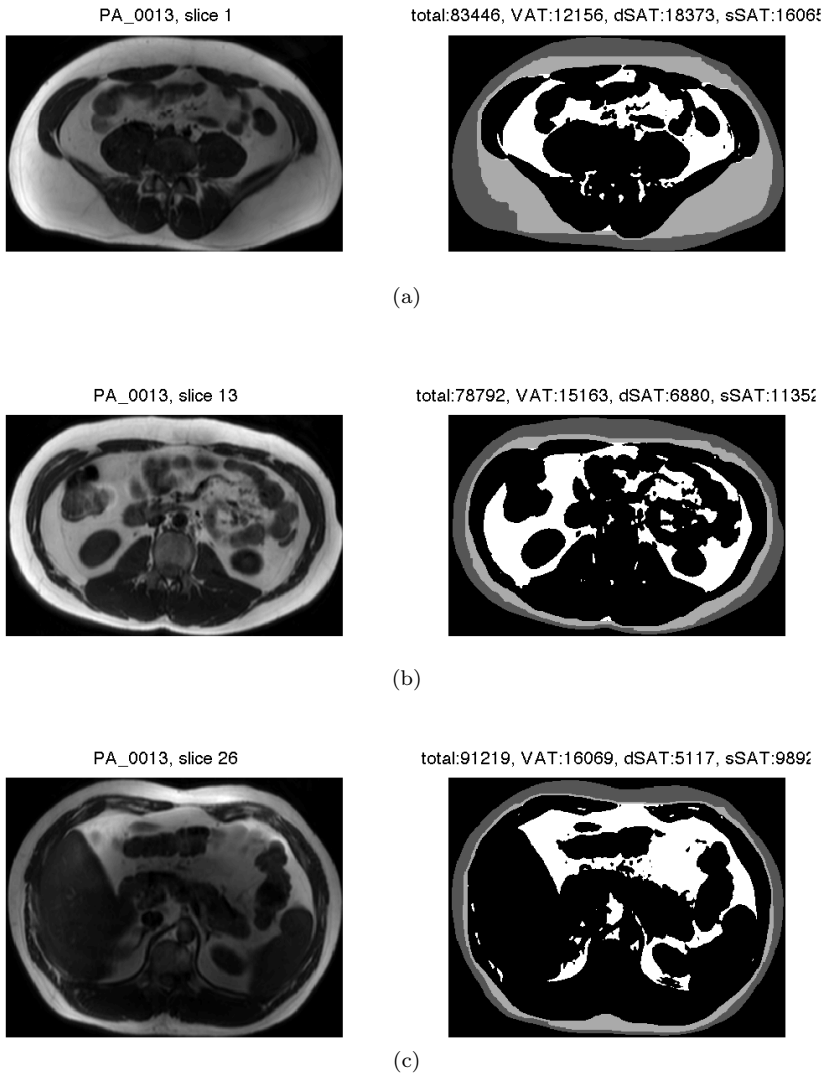 PA_0013, slice 1
total:83446, VAT:12156, dSAT:18373, sSAT:16065
(a)
PA_0013, slice 13
total:78792, VAT:15163, dSAT:6880, sSAT:11352
(b)
PA_0013, slice 26
total:91219, VAT:16069, dSAT:5117, sSAT:9892
(c)